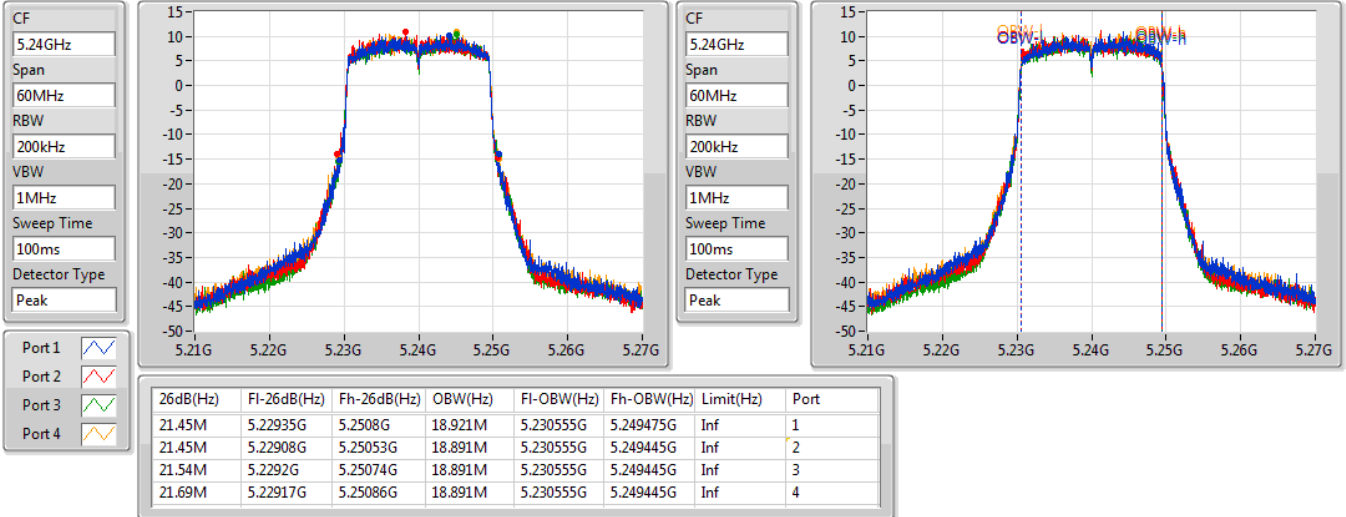 CF
5.24GHz
Span
60MHz
RBW
200kHz
VBW
1MHz
Sweep Time
100ms
Detector Type
Peak
15
10
5
0
-5
-10
-15
-20
-25
-30
-35
-40
-45
-50
5.21G 5.22G 5.23G 5.24G 5.25G 5.26G 5.27G
CF
5.24GHz
Span
60MHz
RBW
200kHz
VBW
1MHz
Sweep Time
100ms
Detector Type
Peak
15
10
5
0
-5
-10
-15
-20
-25
-30
-35
-40
-45
-50
OBW-l OBW-h
5.21G 5.22G 5.23G 5.24G 5.25G 5.26G 5.27G
Port 1
Port 2
Port 3
Port 4
26dB(Hz) Fl-26dB(Hz) Fh-26dB(Hz) OBW(Hz) Fl-OBW(Hz) Fh-OBW(Hz) Limit(Hz) Port
21.45M 5.22935G 5.2508G 18.921M 5.230555G 5.249475G Inf 1
21.45M 5.22908G 5.25053G 18.891M 5.230555G 5.249445G Inf 2
21.54M 5.2292G 5.25074G 18.891M 5.230555G 5.249445G Inf 3
21.69M 5.22917G 5.25086G 18.891M 5.230555G 5.249445G Inf 4